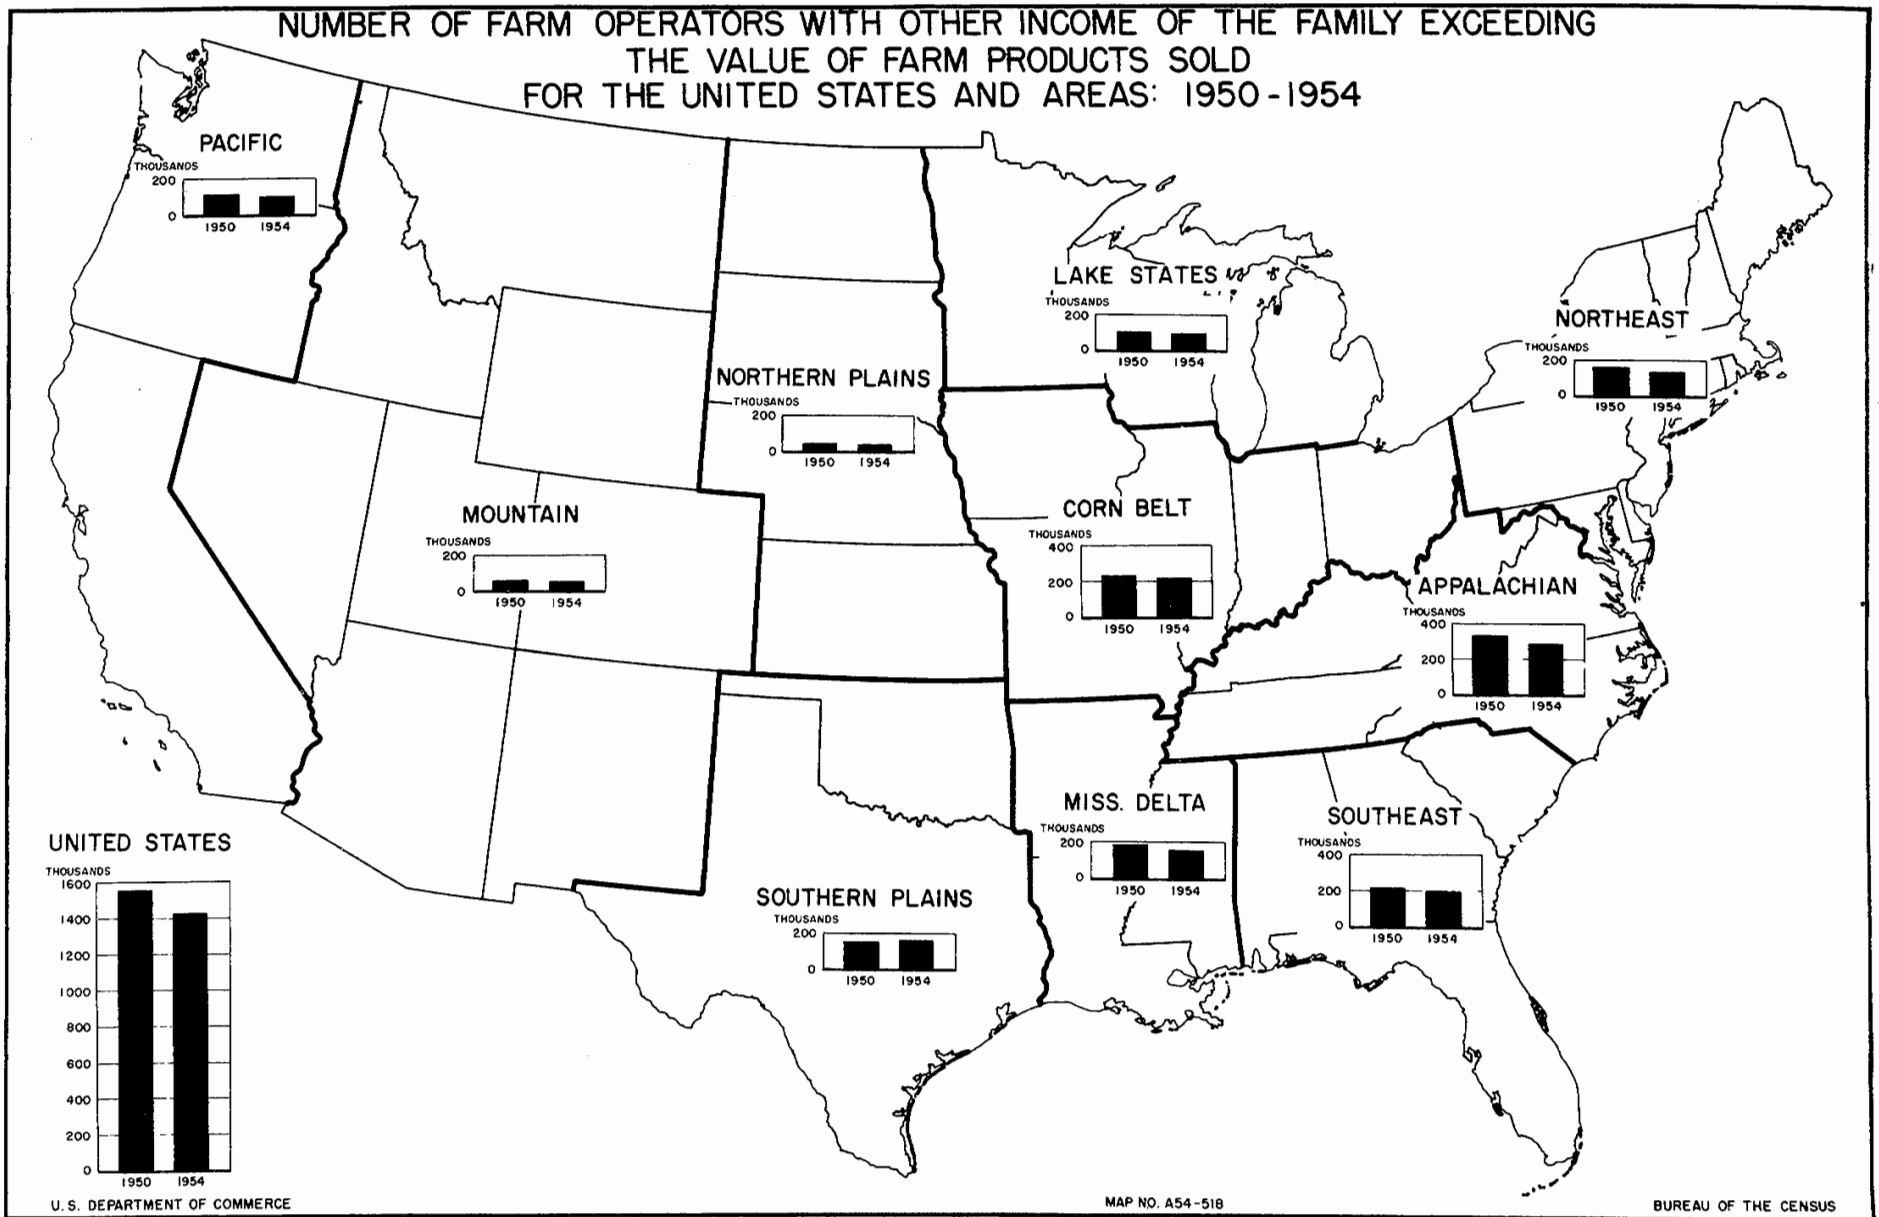 NUMBER OF FARM OPERATORS WITH OTHER INCOME OF THE FAMILY EXCEEDING
THE VALUE OF FARM PRODUCTS SOLD
FOR THE UNITED STATES AND AREAS: 1950-1954
PACIFIC
THOUSANDS
200
0
1950 1954
LAKE STATES
THOUSANDS
200
0
1950 1954
NORTHEAST
THOUSANDS
200
0
1950 1954
NORTHERN PLAINS
THOUSANDS
200
0
1950 1954
MOUNTAIN
THOUSANDS
200
0
1950 1954
CORN BELT
THOUSANDS
400
200
0
1950 1954
APPALACHIAN
THOUSANDS
400
200
0
1950 1954
MISS. DELTA
THOUSANDS
200
0
1950 1954
SOUTHEAST
THOUSANDS
400
200
0
1950 1954
SOUTHERN PLAINS
THOUSANDS
200
0
1950 1954
UNITED STATES
THOUSANDS
1600
1400
1200
1000
800
600
400
200
0
1950 1954
U.S. DEPARTMENT OF COMMERCE
MAP NO. A54-518
BUREAU OF THE CENSUS